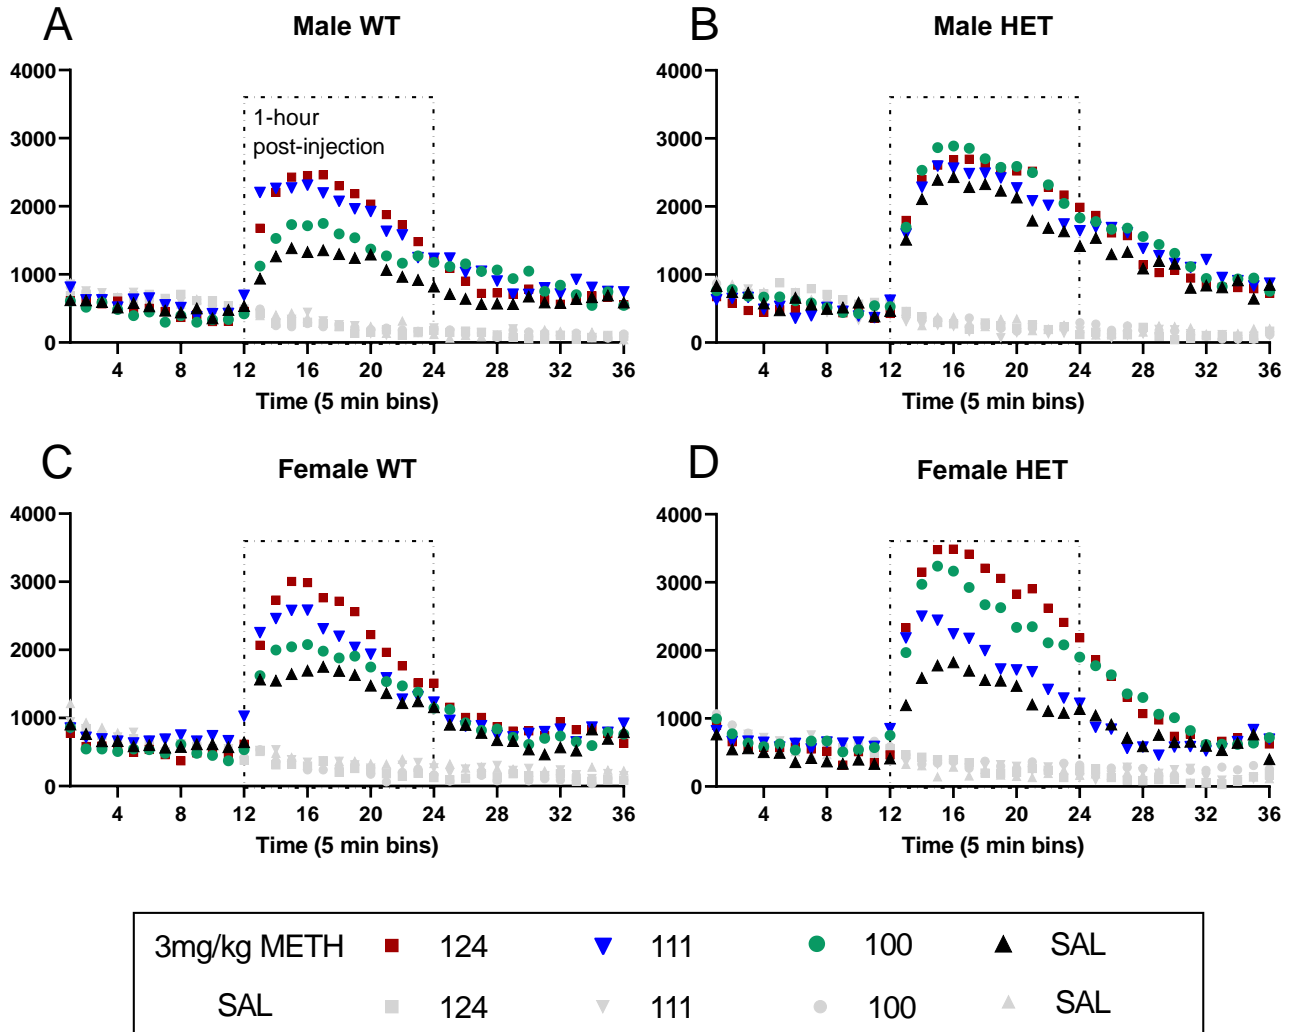 A
Male WT
4000
3000
2000
1000
0
1-hour
post-injection
4 8 12 16 20 24 28 32 36
Time (5 min bins)
B
Male HET
4000
3000
2000
1000
0
4 8 12 16 20 24 28 32 36
Time (5 min bins)
C
Female WT
4000
3000
2000
1000
0
4 8 12 16 20 24 28 32 36
Time (5 min bins)
D
Female HET
4000
3000
2000
1000
0
4 8 12 16 20 24 28 32 36
Time (5 min bins)
3mg/kg METH 124 111 100 SAL
SAL 124 111 100 SAL